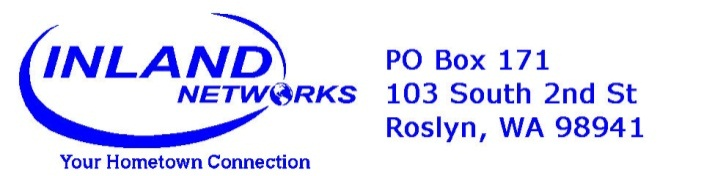 INLAND
NETWORKS
Your Hometown Connection
PO Box 171
103 South 2nd St
Roslyn, WA 98941